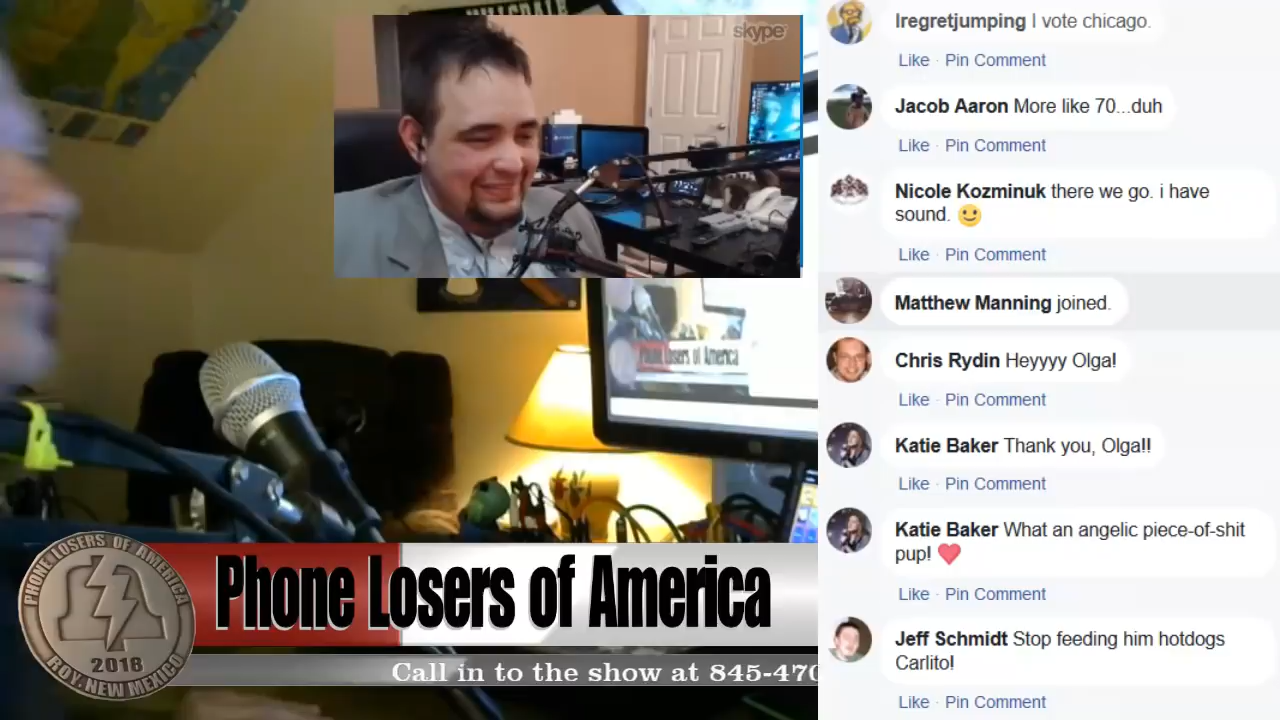 HILLSDALE
skype
Phone Losers of America
PHONE LOSERS OF AMERICA
2018
ROY, NEW MEXICO
Phone Losers of America
Call in to the show at 845-470
Iregretjumping I vote chicago.
Like · Pin Comment
Jacob Aaron More like 70...duh
Like · Pin Comment
Nicole Kozminuk there we go. i have
sound. 🙂
Like · Pin Comment
Matthew Manning joined.
Chris Rydin Heyyyy Olga!
Like · Pin Comment
Katie Baker Thank you, Olga!!
Like · Pin Comment
Katie Baker What an angelic piece-of-shit
pup! ❤
Like · Pin Comment
Jeff Schmidt Stop feeding him hotdogs
Carlito!
Like · Pin Comment